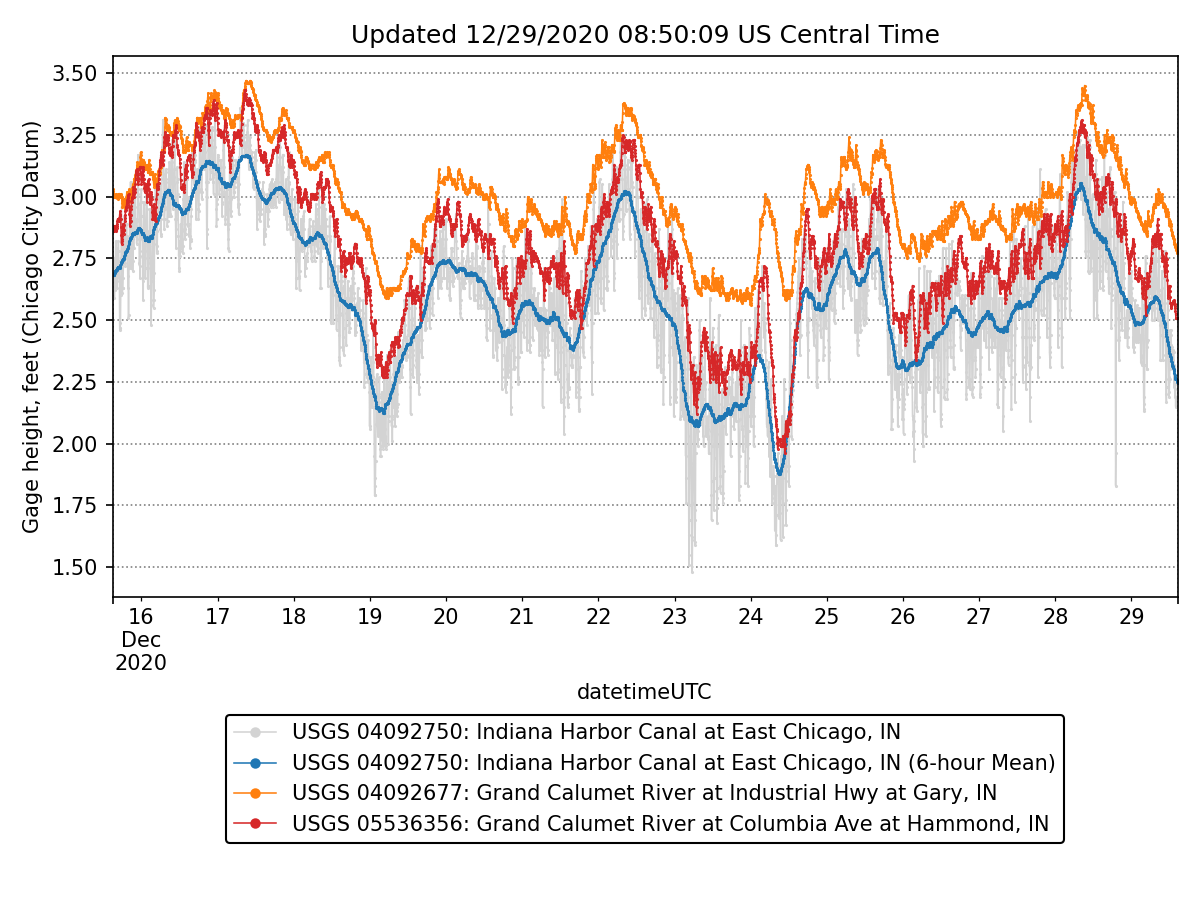 Updated 12/29/2020 08:50:09 US Central Time
Gage height, feet (Chicago City Datum)
3.50
3.25
3.00
2.75
2.50
2.25
2.00
1.75
1.50
16 17 18 19 20 21 22 23 24 25 26 27 28 29
Dec
2020
datetimeUTC
USGS 04092750: Indiana Harbor Canal at East Chicago, IN
USGS 04092750: Indiana Harbor Canal at East Chicago, IN (6-hour Mean)
USGS 04092677: Grand Calumet River at Industrial Hwy at Gary, IN
USGS 05536356: Grand Calumet River at Columbia Ave at Hammond, IN